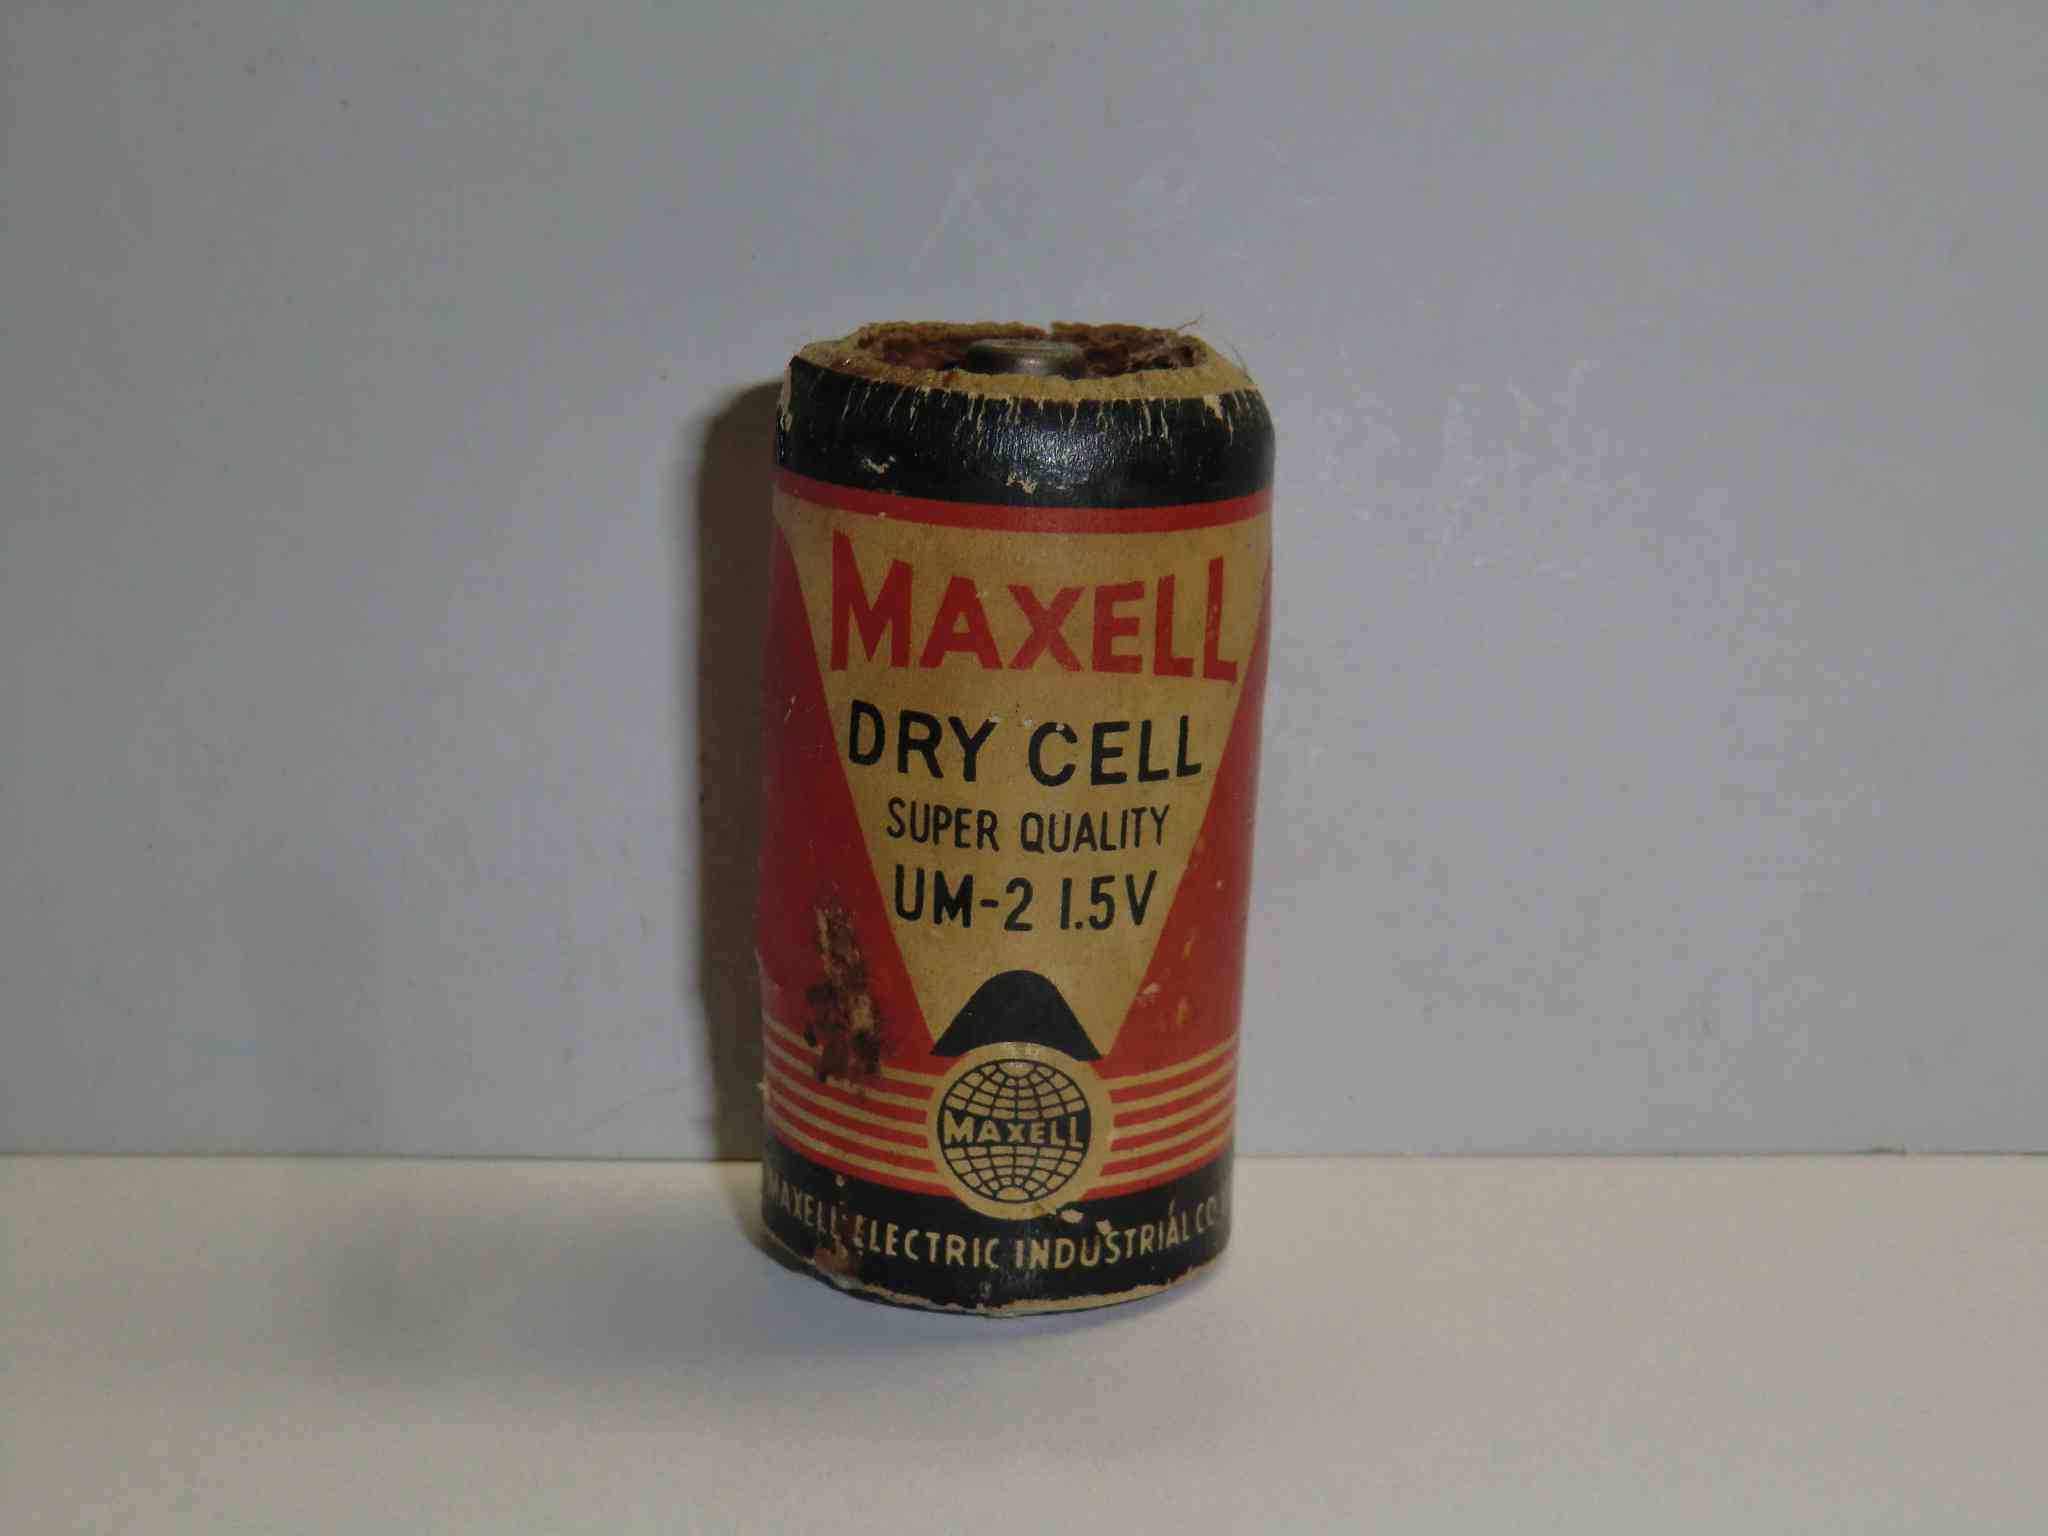 MAXELL
DRY CELL
SUPER QUALITY
UM-2 1.5V
MAXELL
MAXELL ELECTRIC INDUSTRIAL CO